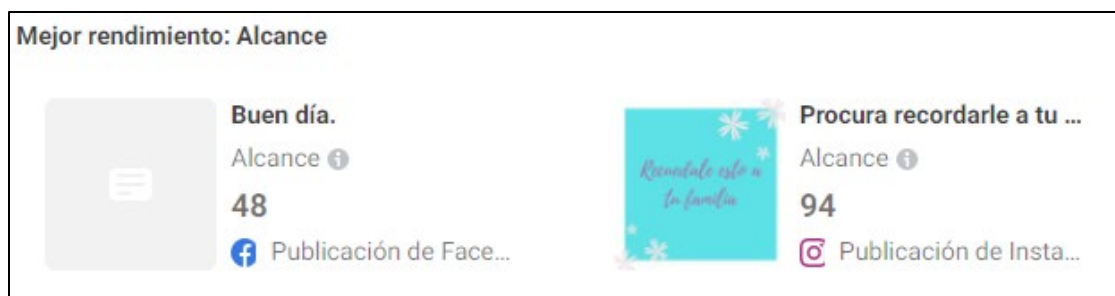 Mejor rendimiento: Alcance
Buen día.
Alcance
48
Publicación de Face...
Recuedale esto a
tu familia
Procura recordarle a tu ...
Alcance
94
Publicación de Insta...